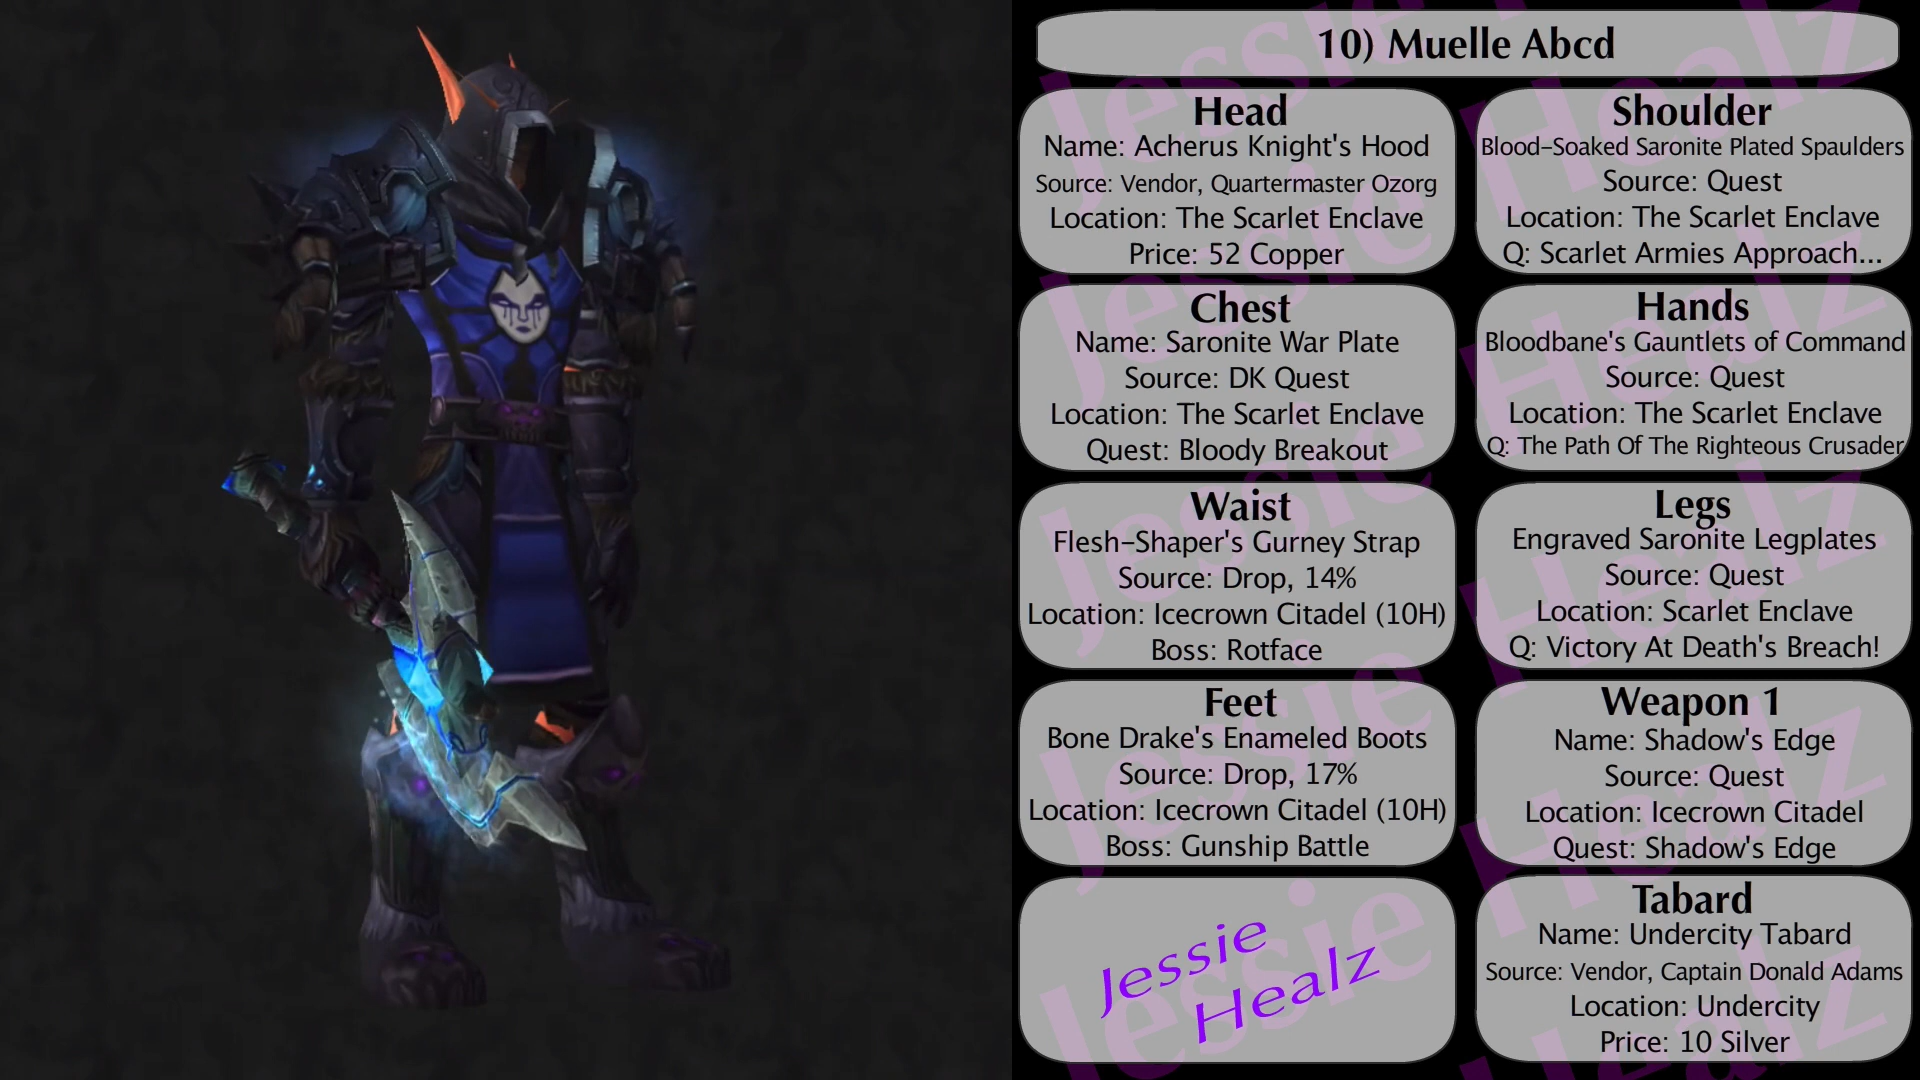 10) Muelle Abcd
Head
Name: Acherus Knight's Hood
Source: Vendor, Quartermaster Ozorg
Location: The Scarlet Enclave
Price: 52 Copper
Shoulder
Blood-Soaked Saronite Plated Spaulders
Source: Quest
Location: The Scarlet Enclave
Q: Scarlet Armies Approach...
Chest
Name: Saronite War Plate
Source: DK Quest
Location: The Scarlet Enclave
Quest: Bloody Breakout
Hands
Bloodbane's Gauntlets of Command
Source: Quest
Location: The Scarlet Enclave
Q: The Path Of The Righteous Crusader
Waist
Flesh-Shaper's Gurney Strap
Source: Drop, 14%
Location: Icecrown Citadel (10H)
Boss: Rotface
Legs
Engraved Saronite Legplates
Source: Quest
Location: Scarlet Enclave
Q: Victory At Death's Breach!
Feet
Bone Drake's Enameled Boots
Source: Drop, 17%
Location: Icecrown Citadel (10H)
Boss: Gunship Battle
Weapon 1
Name: Shadow's Edge
Source: Quest
Location: Icecrown Citadel
Quest: Shadow's Edge
Jessie
Healz
Tabard
Name: Undercity Tabard
Source: Vendor, Captain Donald Adams
Location: Undercity
Price: 10 Silver